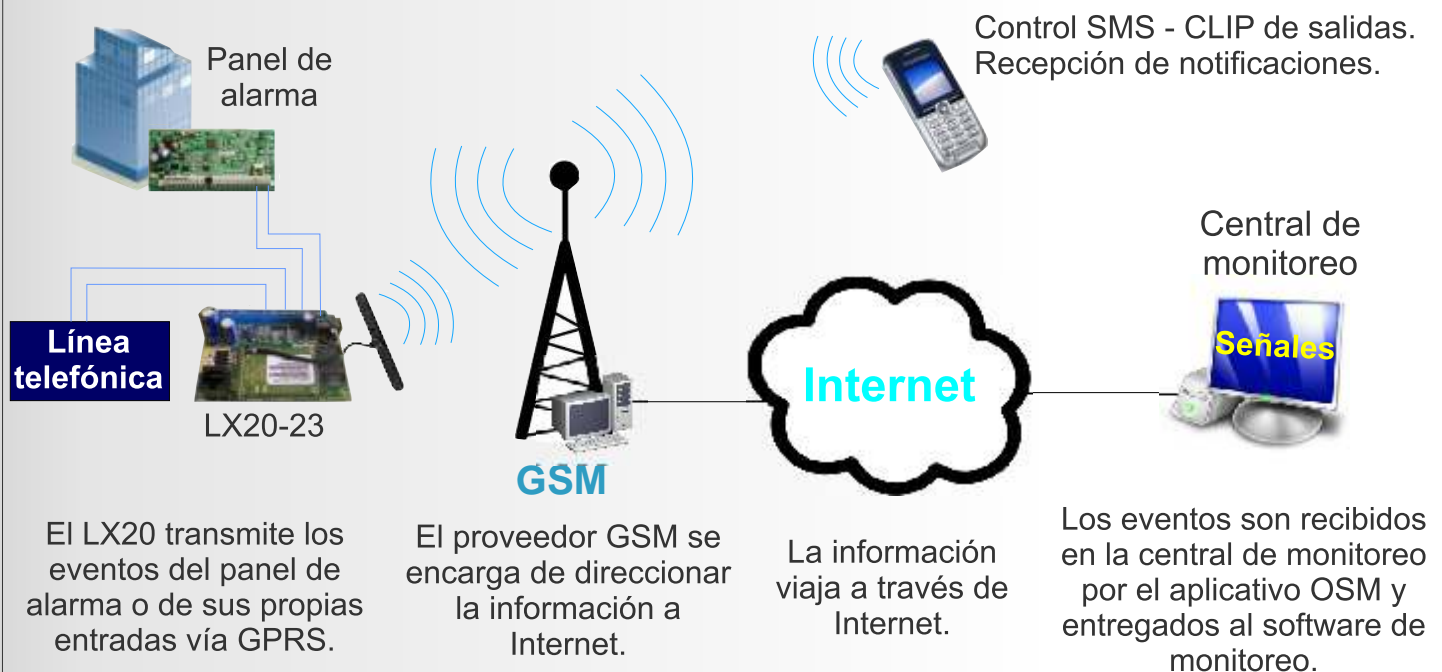 Panel de
alarma
Control SMS - CLIP de salidas.
Recepción de notificaciones.
Línea
telefónica
LX20-23
GSM
Internet
Central de
monitoreo
Señales
El LX20 transmite los
eventos del panel de
alarma o de sus propias
entradas vía GPRS.
El proveedor GSM se
encarga de direccionar
la información a
Internet.
La información
viaja a través de
Internet.
Los eventos son recibidos
en la central de monitoreo
por el aplicativo OSM y
entregados al software de
monitoreo.